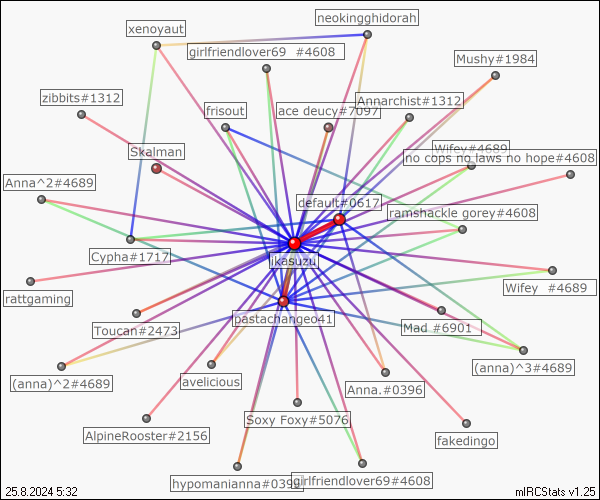 neokingghidorah
xenoyaut
girlfriendlover69 #4608
Mushy#1984
zibbits#1312
frisout
ace deucy#7097
Annarchist#1312
Skalman
Wifey#4689
no cops no laws no hope#4608
Anna^2#4689
default#0617
ramshackle gorey#4608
Cypha#1717
jkasuzu
rattgaming
Wifey #4689
pastachangeo41
Toucan#2473
Mad #6901
(anna)^2#4689
avelicious
Anna.#0396
(anna)^3#4689
Soxy Foxy#5076
AlpineRooster#2156
fakedingo
hypomanianna#039
girlfriendlover69#4608
25.8.2024 5:32
mIRCStats v1.25